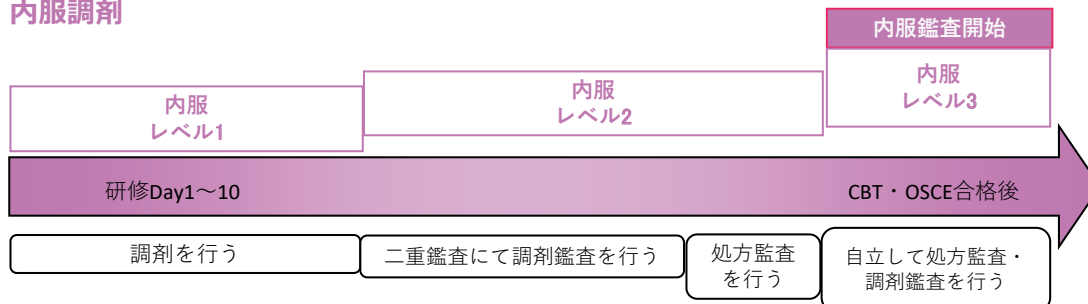 内服調剤
内服鑑査開始
内服
レベル1
内服
レベル2
内服
レベル3
研修Day1～10
CBT・OSCE合格後
調剤を行う
二重鑑査にて調剤鑑査を行う
処方監査
を行う
自立して処方監査・
調剤鑑査を行う